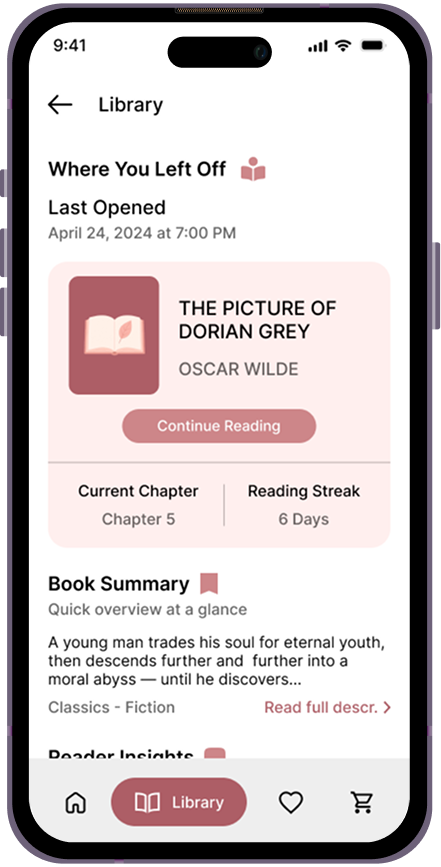 9:41
Library
Where You Left Off
Last Opened
April 24, 2024 at 7:00 PM
THE PICTURE OF
DORIAN GREY
OSCAR WILDE
Continue Reading
Current Chapter
Reading Streak
Chapter 5
6 Days
Book Summary
Quick overview at a glance
A young man trades his soul for eternal youth,
then descends further and  further into a
moral abyss — until he discovers...
Classics - Fiction
Read full descr.
Reader Insights
Library